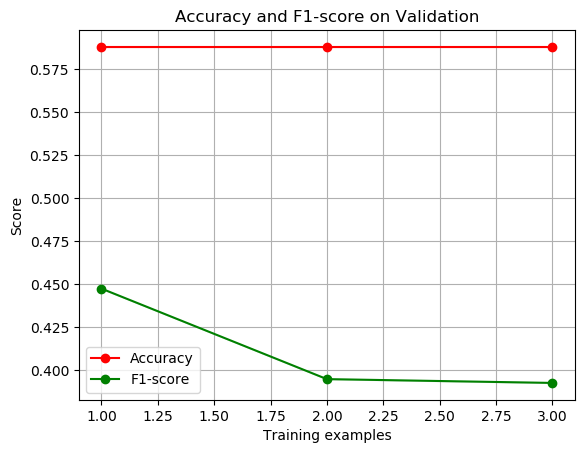 Accuracy and F1-score on Validation
0.575
0.550
0.525
0.500
0.475
0.450
0.425
0.400
Score
Accuracy
F1-score
1.00 1.25 1.50 1.75 2.00 2.25 2.50 2.75 3.00
Training examples